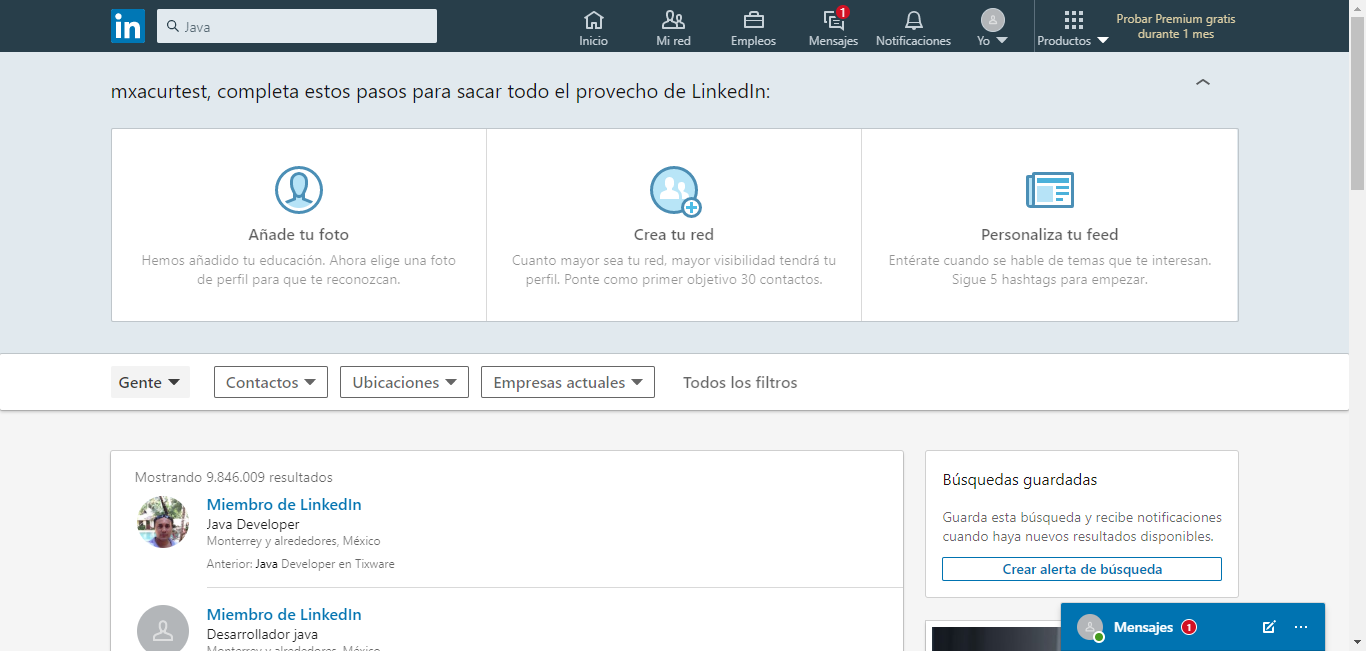 in
Java
Inicio
Mi red
Empleos
1
Mensajes
Notificaciones
Yo
Productos
Probar Premium gratis
durante 1 mes
mxacurtest, completa estos pasos para sacar todo el provecho de LinkedIn:
Añade tu foto
Hemos añadido tu educación. Ahora elige una foto
de perfil para que te reconozcan.
Crea tu red
Cuanto mayor sea tu red, mayor visibilidad tendrá tu
perfil. Ponte como primer objetivo 30 contactos.
Personaliza tu feed
Entérate cuando se hable de temas que te interesan.
Sigue 5 hashtags para empezar.
Gente
Contactos
Ubicaciones
Empresas actuales
Todos los filtros
Mostrando 9.846.009 resultados
Miembro de LinkedIn
Java Developer
Monterrey y alrededores, México
Anterior: Java Developer en Tixware
Miembro de LinkedIn
Desarrollador java
Monterrey y alrededores, México
Búsquedas guardadas
Guarda esta búsqueda y recibe notificaciones
cuando haya nuevos resultados disponibles.
Crear alerta de búsqueda
Mensajes 1